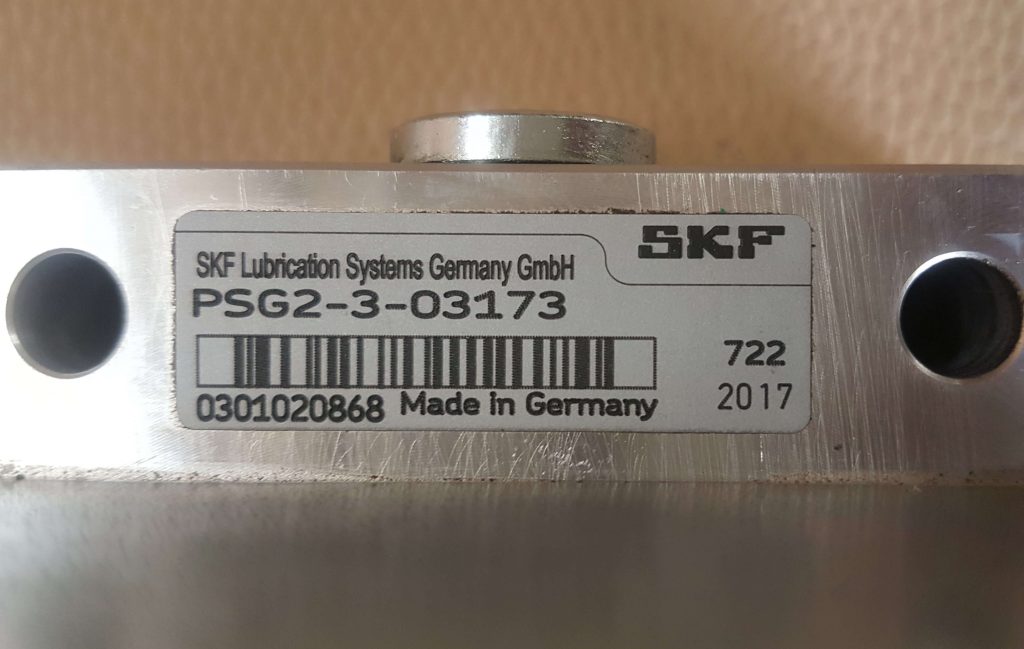 SKF
SKF Lubrication Systems Germany GmbH
PSG2-3-03173
722
0301020868 Made in Germany 2017